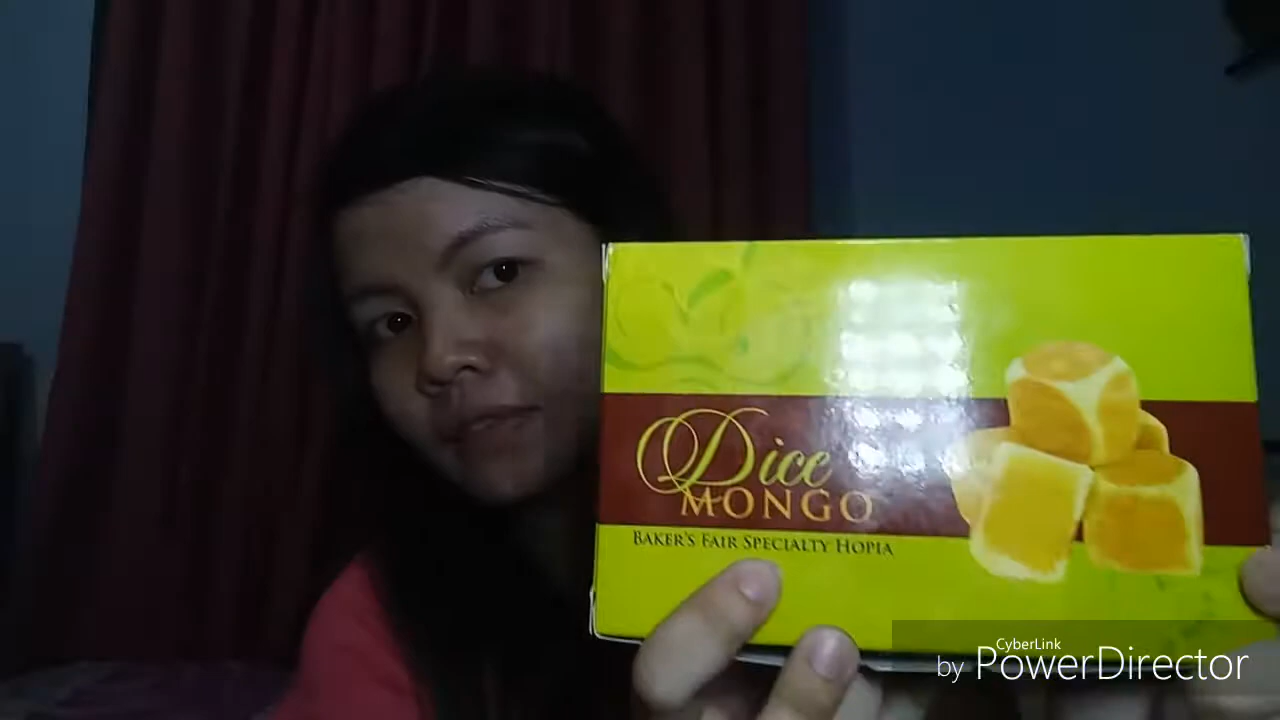 Dice
MONGO
BAKER'S FAIR SPECIALTY HOPIA
CyberLink
by PowerDirector